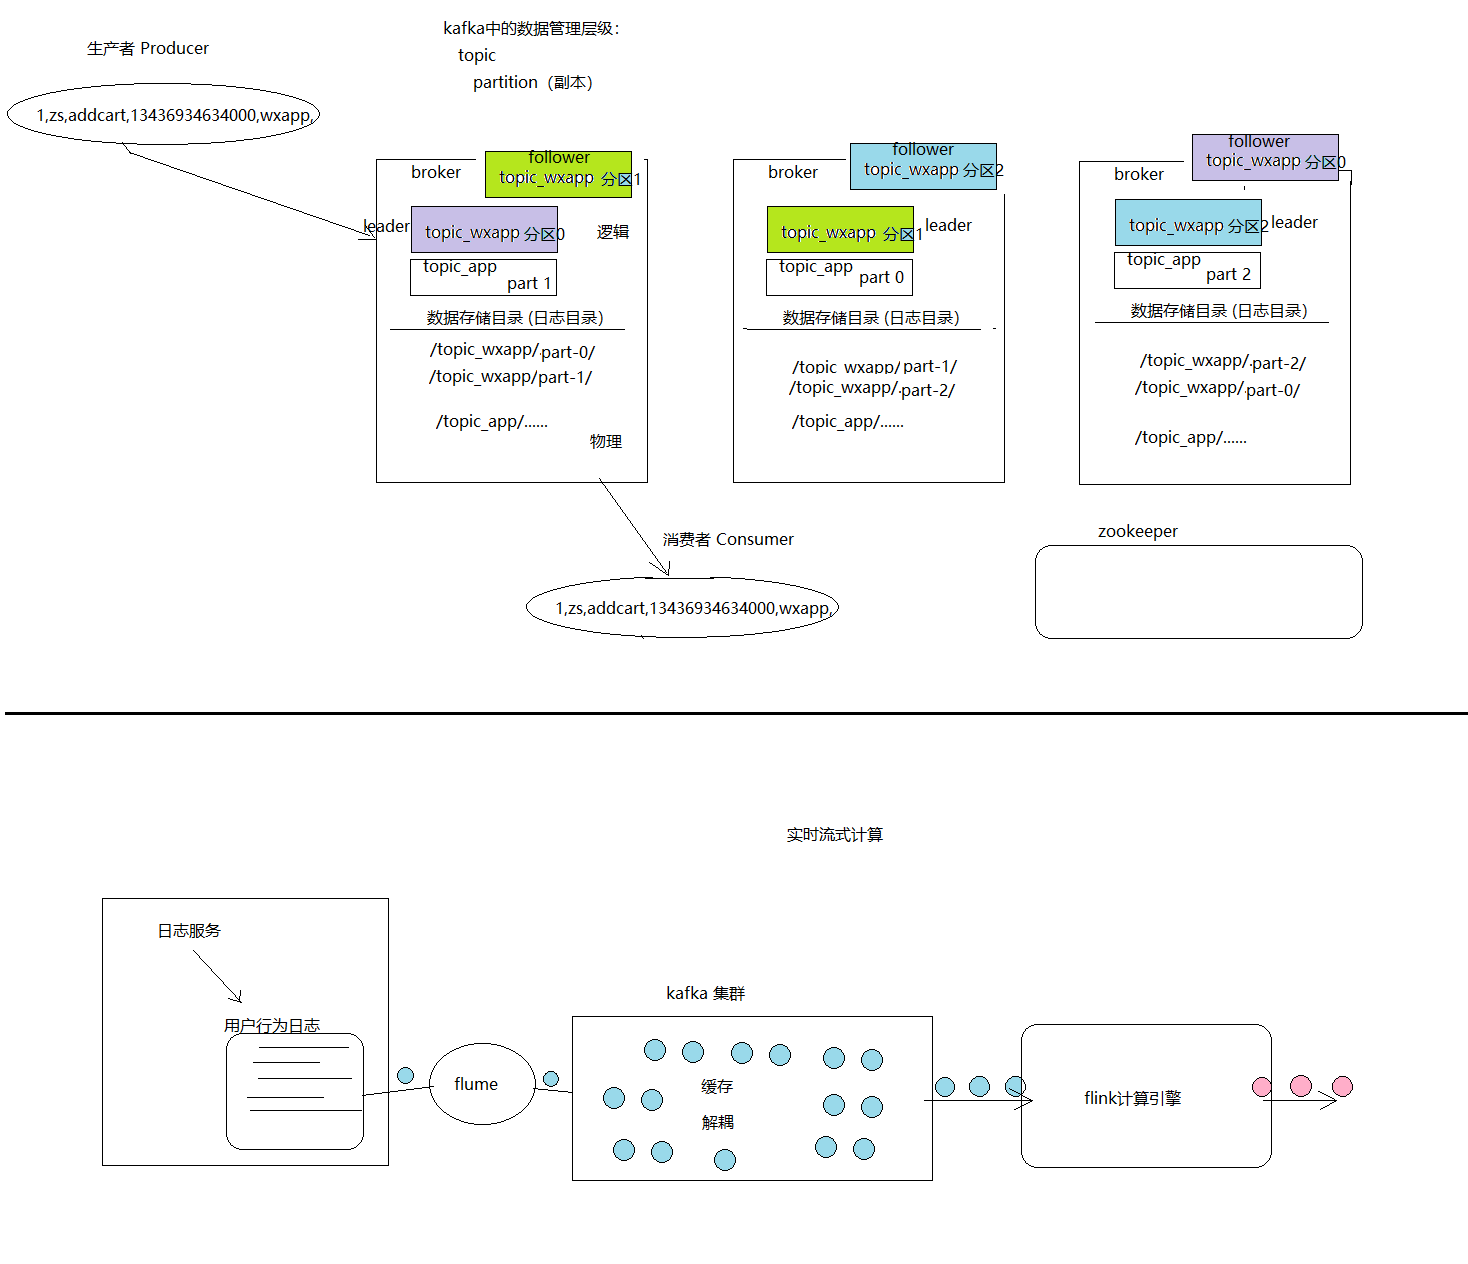 kafka中的数据管理层级：
topic
partition（副本）
生产者 Producer
1,zs,addcart,13436934634000,wxapp,
broker
follower
topic_wxapp 分区1
leader
topic_wxapp 分区0
逻辑
topic_app
part 1
数据存储目录 (日志目录）
/topic_wxapp/.part-0/
/topic_wxapp/part-1/
/topic_app/......
物理
broker
follower
topic_wxapp 分区2
topic_wxapp 分区1
leader
topic_app
part 0
数据存储目录 (日志目录）
/topic_wxapp/ part-1/
/topic_wxapp/.part-2/
/topic_app/......
broker
follower
topic_wxapp 分区0
topic_wxapp 分区2
leader
topic_app
part 2
数据存储目录 (日志目录）
/topic_wxapp/.part-2/
/topic_wxapp/.part-0/
/topic_app/......
消费者 Consumer
1,zs,addcart,13436934634000,wxapp,
zookeeper
实时流式计算
日志服务
用户行为日志
flume
kafka 集群
缓存
解耦
flink计算引擎